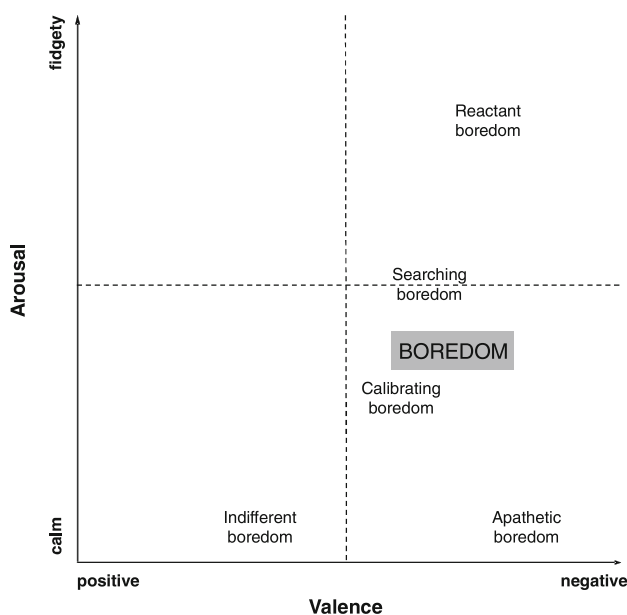 fidgety
Reactant
boredom
Arousal
Searching
boredom
BOREDOM
Calibrating
boredom
calm
Indifferent
boredom
Apathetic
boredom
positive
negative
Valence